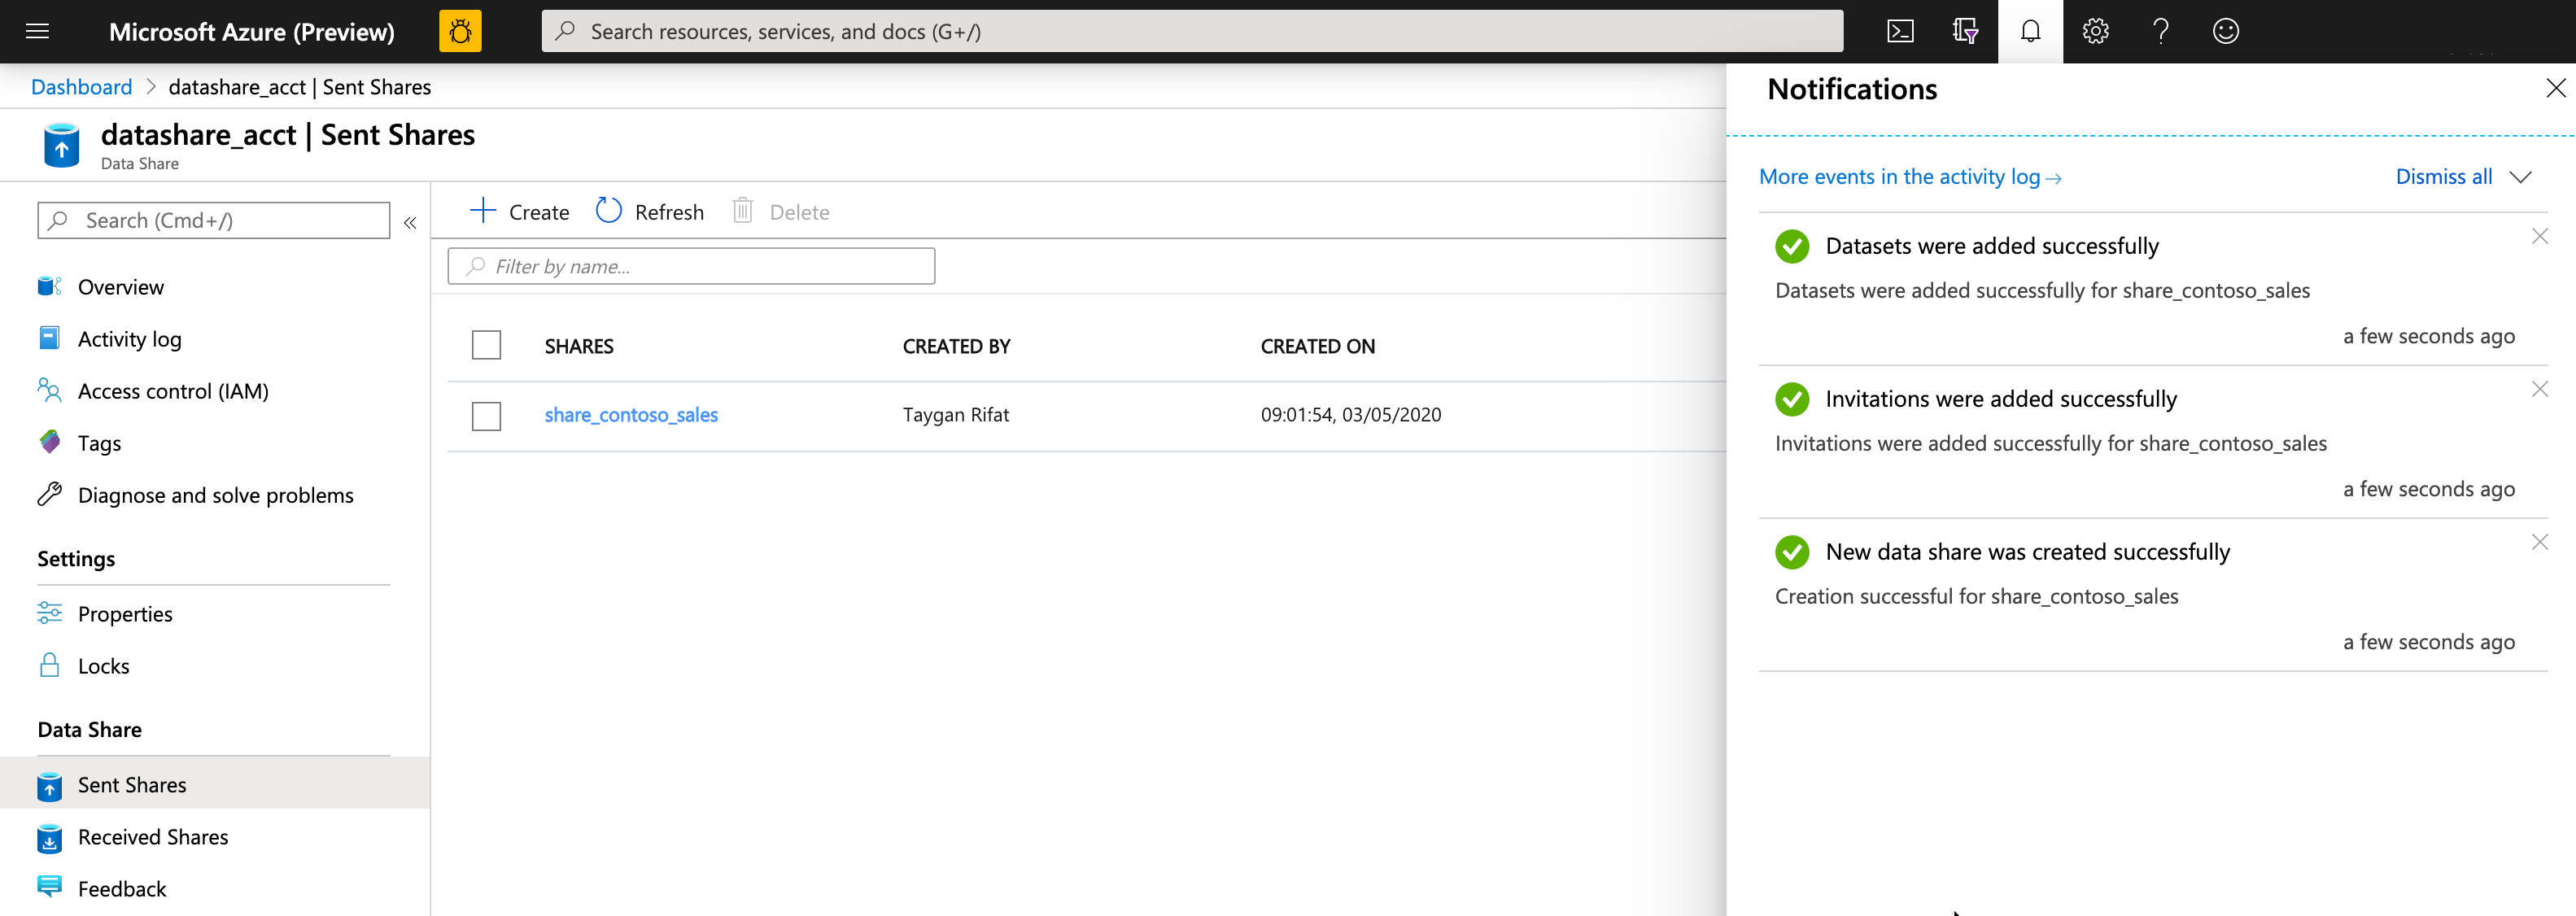 Microsoft Azure (Preview)
Search resources, services, and docs (G+/)
Dashboard > datashare_acct | Sent Shares
datashare_acct | Sent Shares
Data Share
Search (Cmd+/)
«
Overview
Activity log
Access control (IAM)
Tags
Diagnose and solve problems
Settings
Properties
Locks
Data Share
Sent Shares
Received Shares
Feedback
Create Refresh Delete
Filter by name...
SHARES CREATED BY CREATED ON
share_contoso_sales Taygan Rifat 09:01:54, 03/05/2020
Notifications
More events in the activity log → Dismiss all
Datasets were added successfully
Datasets were added successfully for share_contoso_sales
a few seconds ago
Invitations were added successfully
Invitations were added successfully for share_contoso_sales
a few seconds ago
New data share was created successfully
Creation successful for share_contoso_sales
a few seconds ago